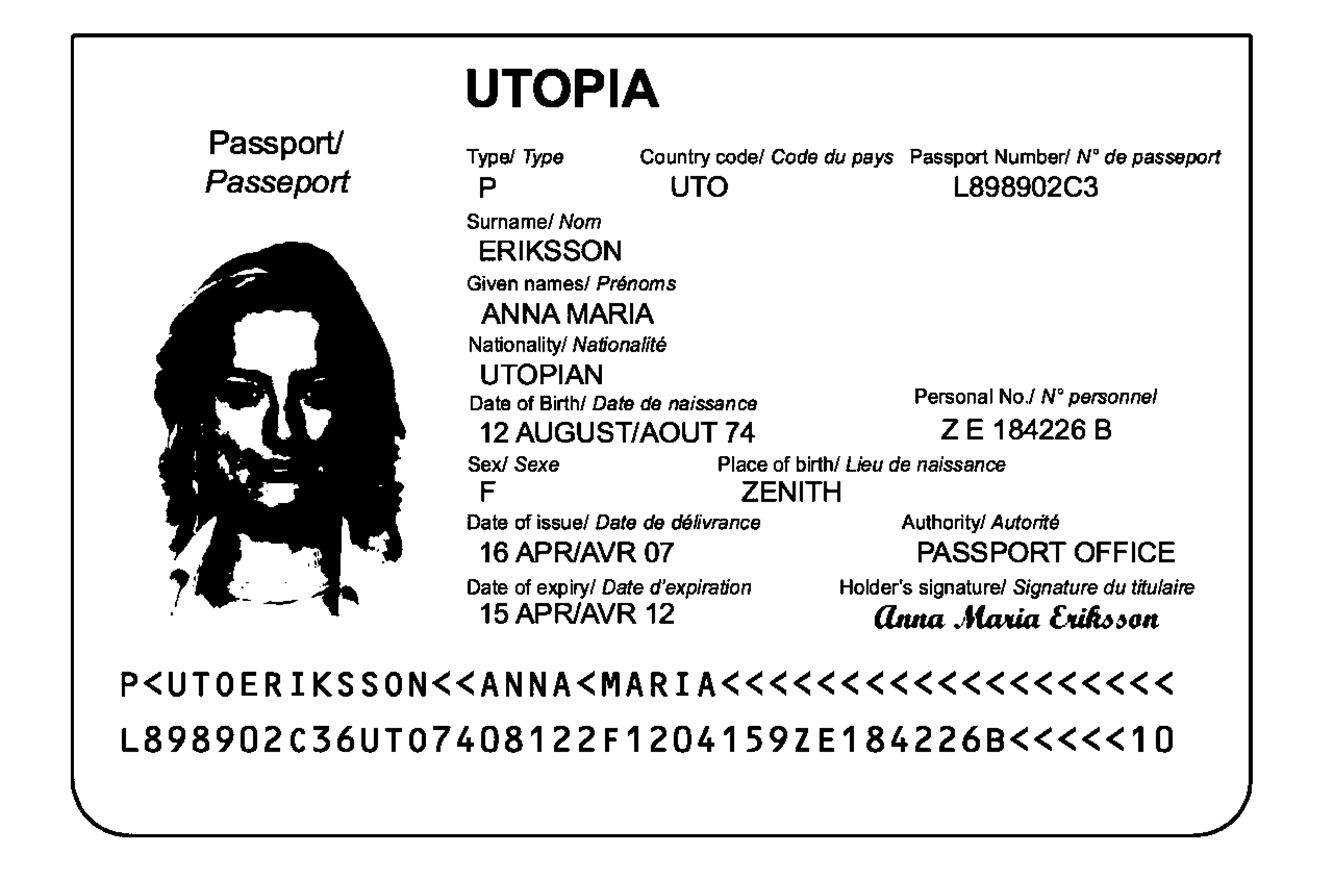 UTOPIA
Passport/
Passeport
Type/ Type Country code/ Code du pays Passport Number/ N° de passeport
P UTO L898902C3
Surname/ Nom
ERIKSSON
Given names/ Prénoms
ANNA MARIA
Nationality/ Nationalité
UTOPIAN
Date of Birth/ Date de naissance Personal No./ N° personnel
12 AUGUST/AOUT 74 Z E 184226 B
Sex/ Sexe Place of birth/ Lieu de naissance
F ZENITH
Date of issue/ Date de délivrance Authority/ Autorité
16 APR/AVR 07 PASSPORT OFFICE
Date of expiry/ Date d'expiration Holder's signature/ Signature du titulaire
15 APR/AVR 12 Anna Maria Eriksson
P<UTOERIKSSON<<ANNA<MARIA<<<<<<<<<<<<<<<<<<<
L898902C36UTO7408122F1204159ZE184226B<<<<<10